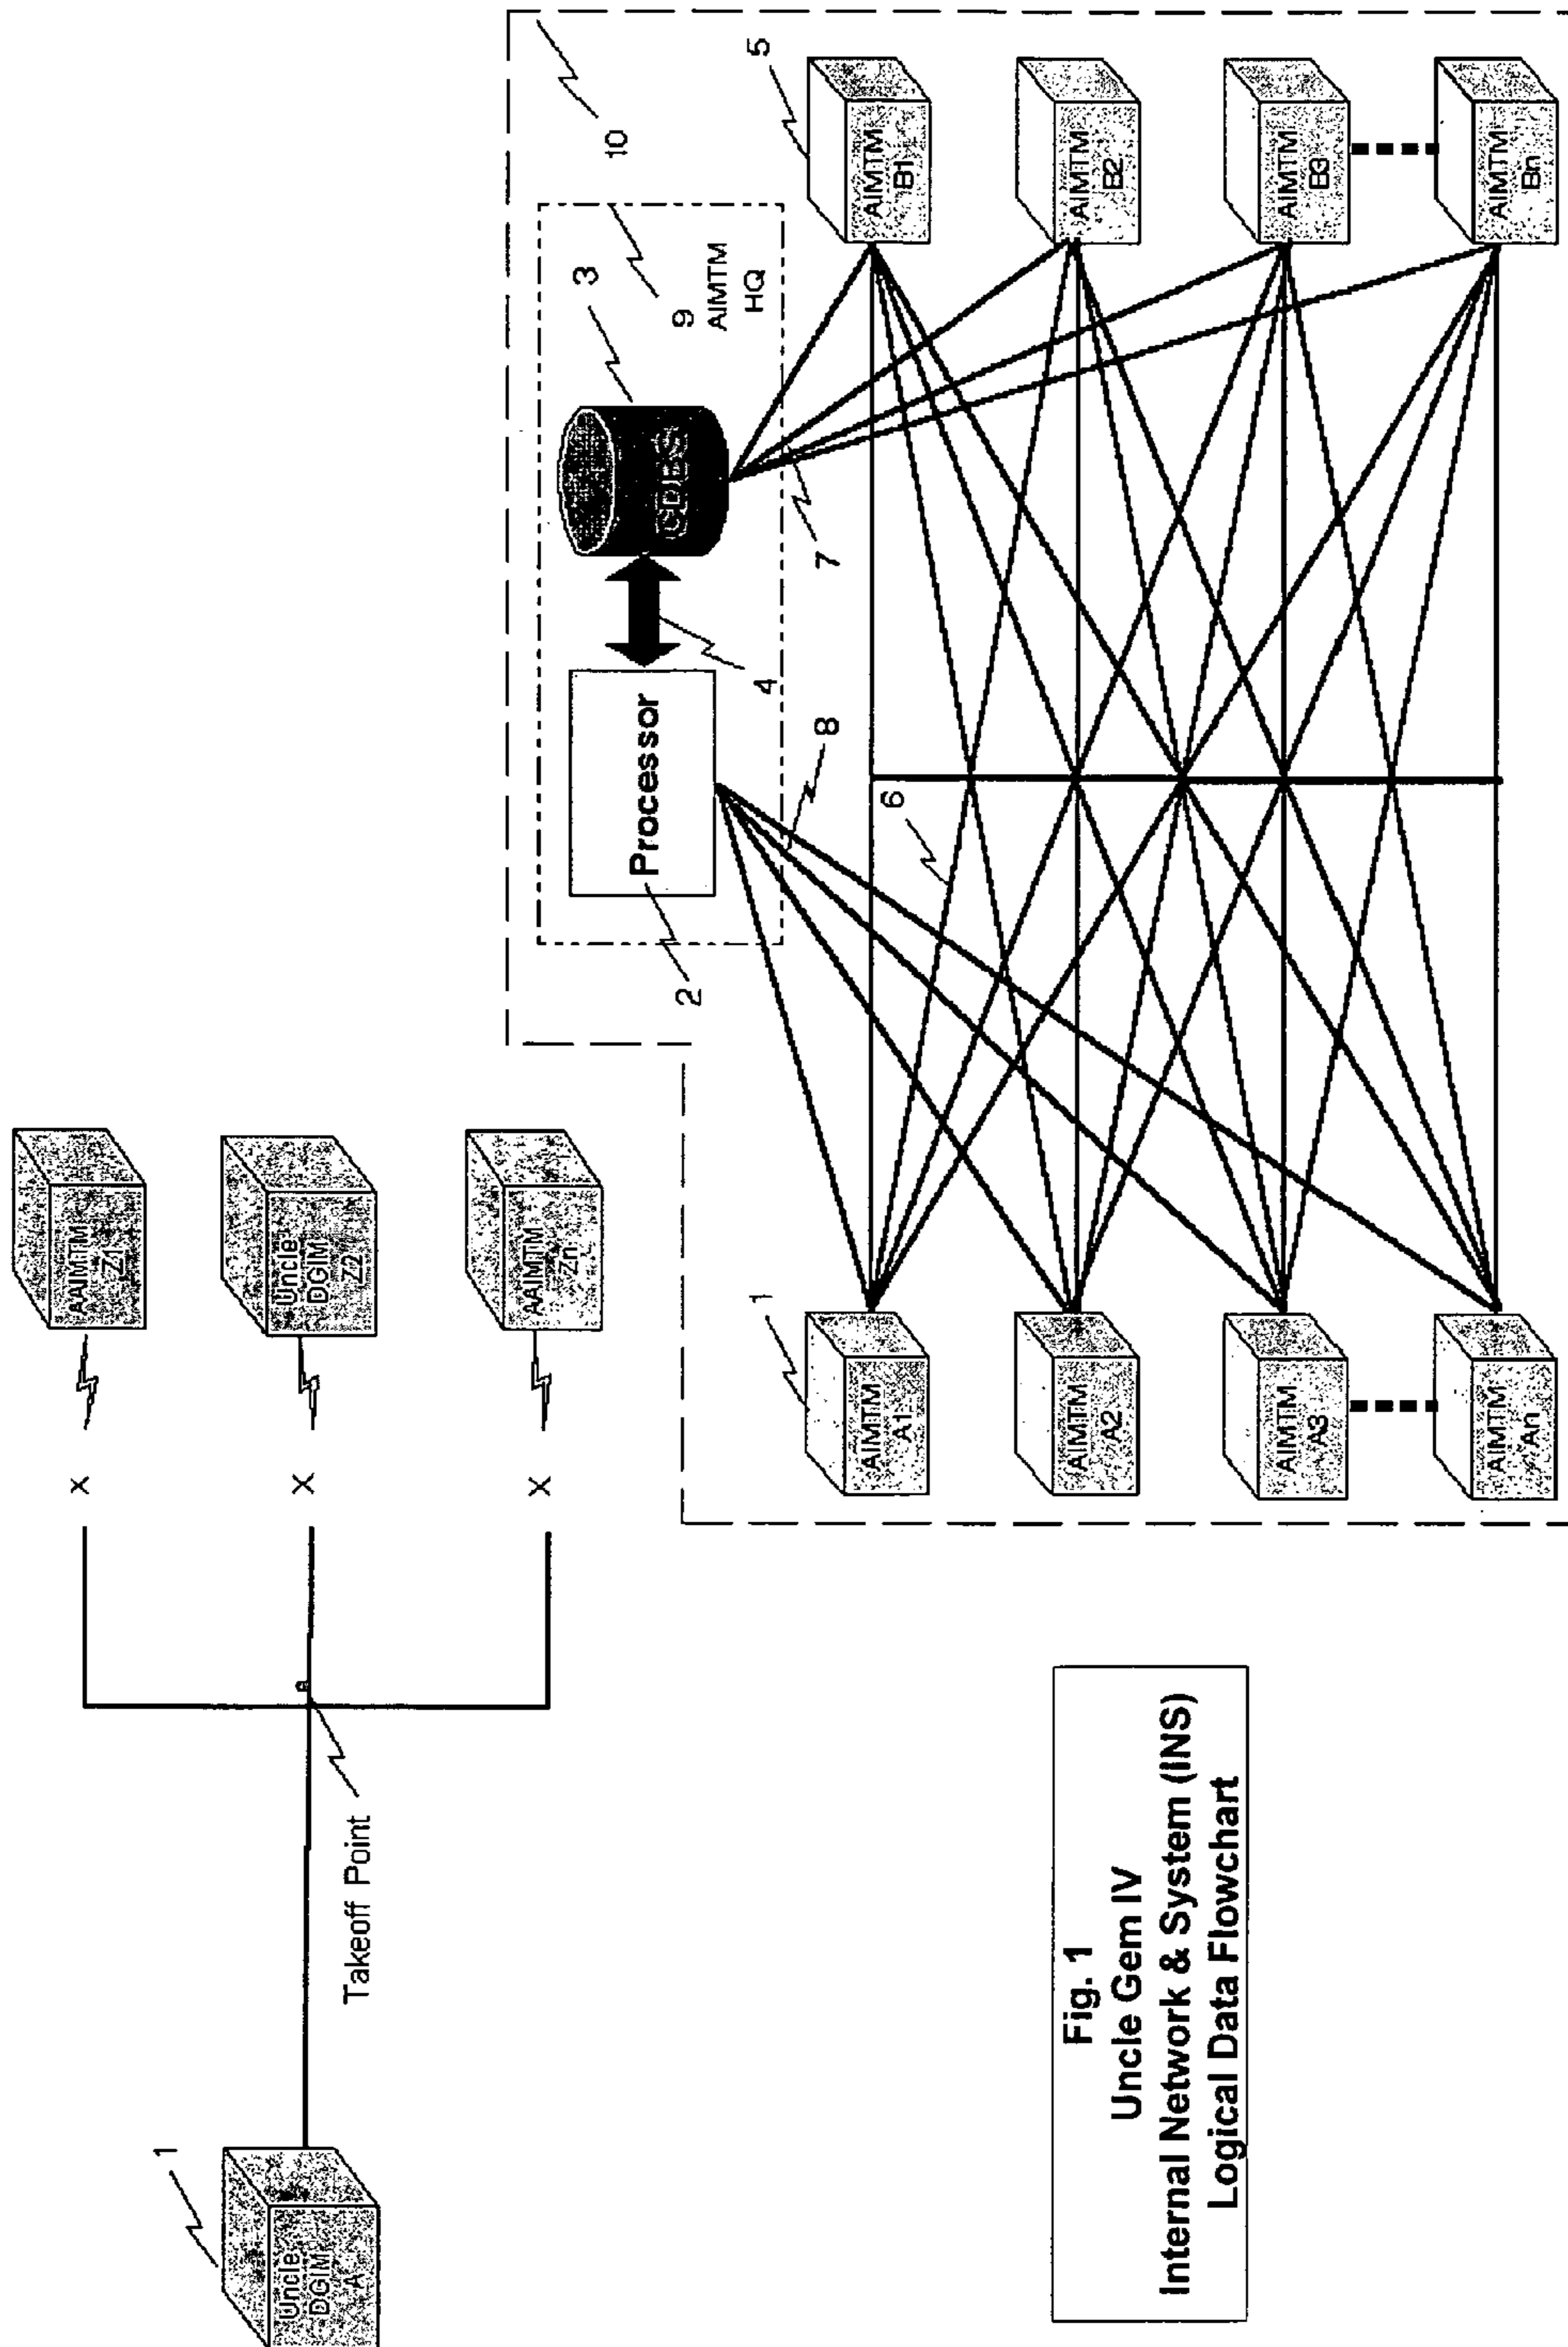 1
Uncle
DGIM
A
Takeoff Point
X
X
X
AAIMTM
Z1
Uncle
DGIM
Z2
AAIMTM
Zn
10
9
AIMTM
HQ
3
4
Processor
2
8
7
6
1
AIMTM
A1
AIMTM
A2
AIMTM
A3
AIMTM
An
5
AIMTM
B1
AIMTM
B2
AIMTM
B3
AIMTM
Bn
Fig. 1
Uncle Gem IV
Internal Network & System (INS)
Logical Data Flowchart